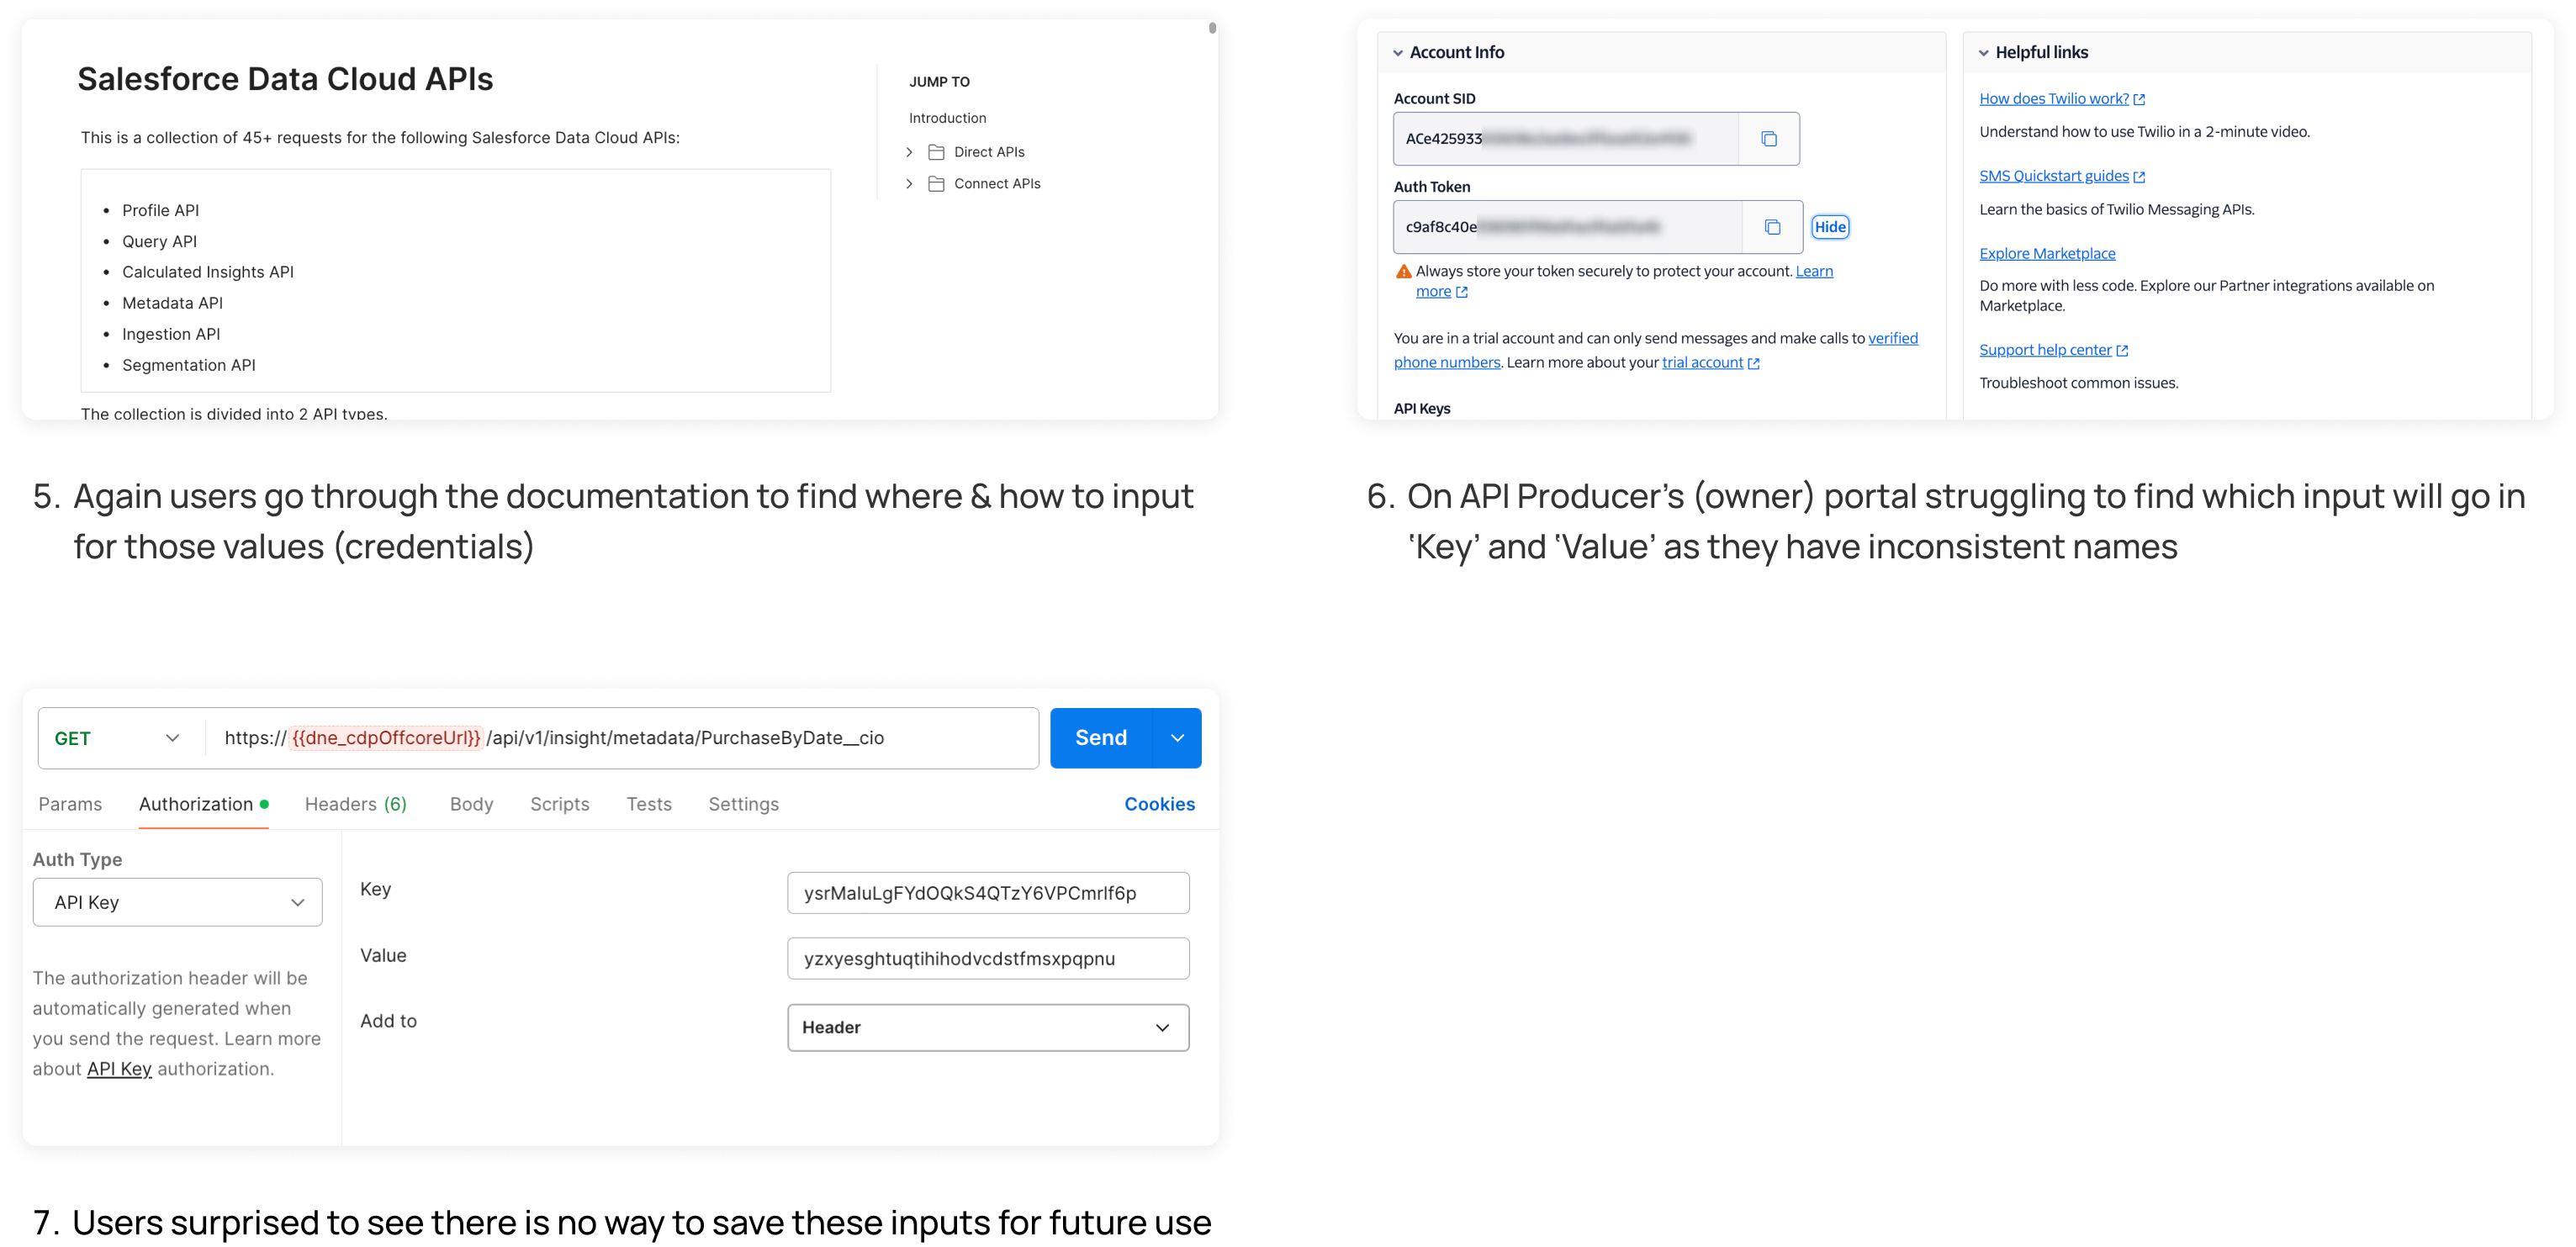 Salesforce Data Cloud APIs
This is a collection of 45+ requests for the following Salesforce Data Cloud APIs:
• Profile API
• Query API
• Calculated Insights API
• Metadata API
• Ingestion API
• Segmentation API
The collection is divided into 2 API types.
JUMP TO
Introduction
Direct APIs
Connect APIs
5. Again users go through the documentation to find where & how to input
for those values (credentials)
Account Info
Account SID
ACe425933
Auth Token
c9af8c40e
Hide
Always store your token securely to protect your account. Learn
more
You are in a trial account and can only send messages and make calls to verified
phone numbers. Learn more about your trial account
API Keys
Helpful links
How does Twilio work?
Understand how to use Twilio in a 2-minute video.
SMS Quickstart guides
Learn the basics of Twilio Messaging APIs.
Explore Marketplace
Do more with less code. Explore our Partner integrations available on
Marketplace.
Support help center
Troubleshoot common issues.
6. On API Producer's (owner) portal struggling to find which input will go in
‘Key’ and ‘Value’ as they have inconsistent names
GET https://{{dne_cdpOffcoreUrl}}/api/v1/insight/metadata/PurchaseByDate__cio Send
Params Authorization Headers (6) Body Scripts Tests Settings Cookies
Auth Type
API Key
The authorization header will be
automatically generated when
you send the request. Learn more
about API Key authorization.
Key ysrMaluLgFYdOQkS4QTzY6VPCmrlf6p
Value yzxyesghtuqtihihodvcdstfmsxpqpnu
Add to Header
7. Users surprised to see there is no way to save these inputs for future use